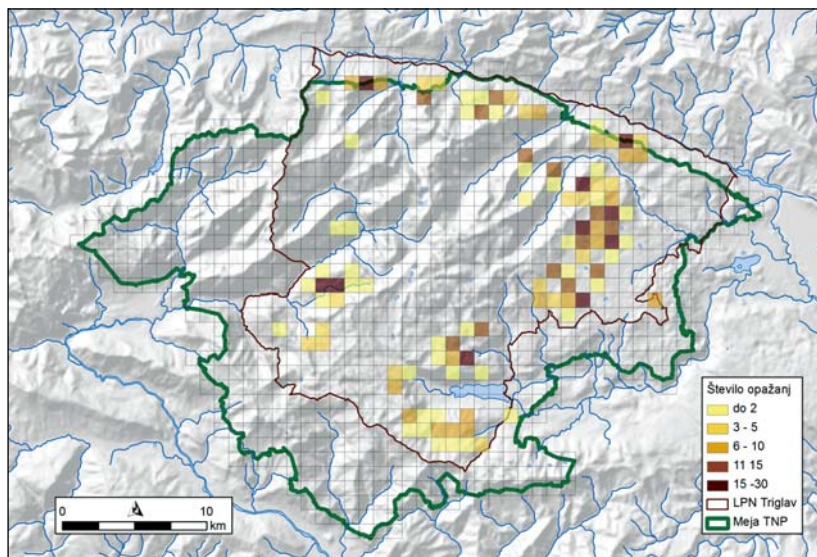 Število opažanj
do 2
3 - 5
6 - 10
11 15
15 -30
LPN Triglav
Meja TNP
0 10
km